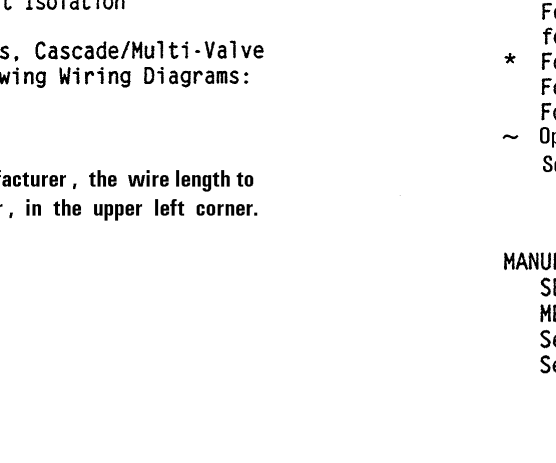 t Isolation
s, Cascade/Multi-Valve
wing Wiring Diagrams:
facturer, the wire length to
, in the upper left corner.
Fo
fo
* Fo
Fo
Fo
~ Op
Se
MANU
SE
ME
Se
Se